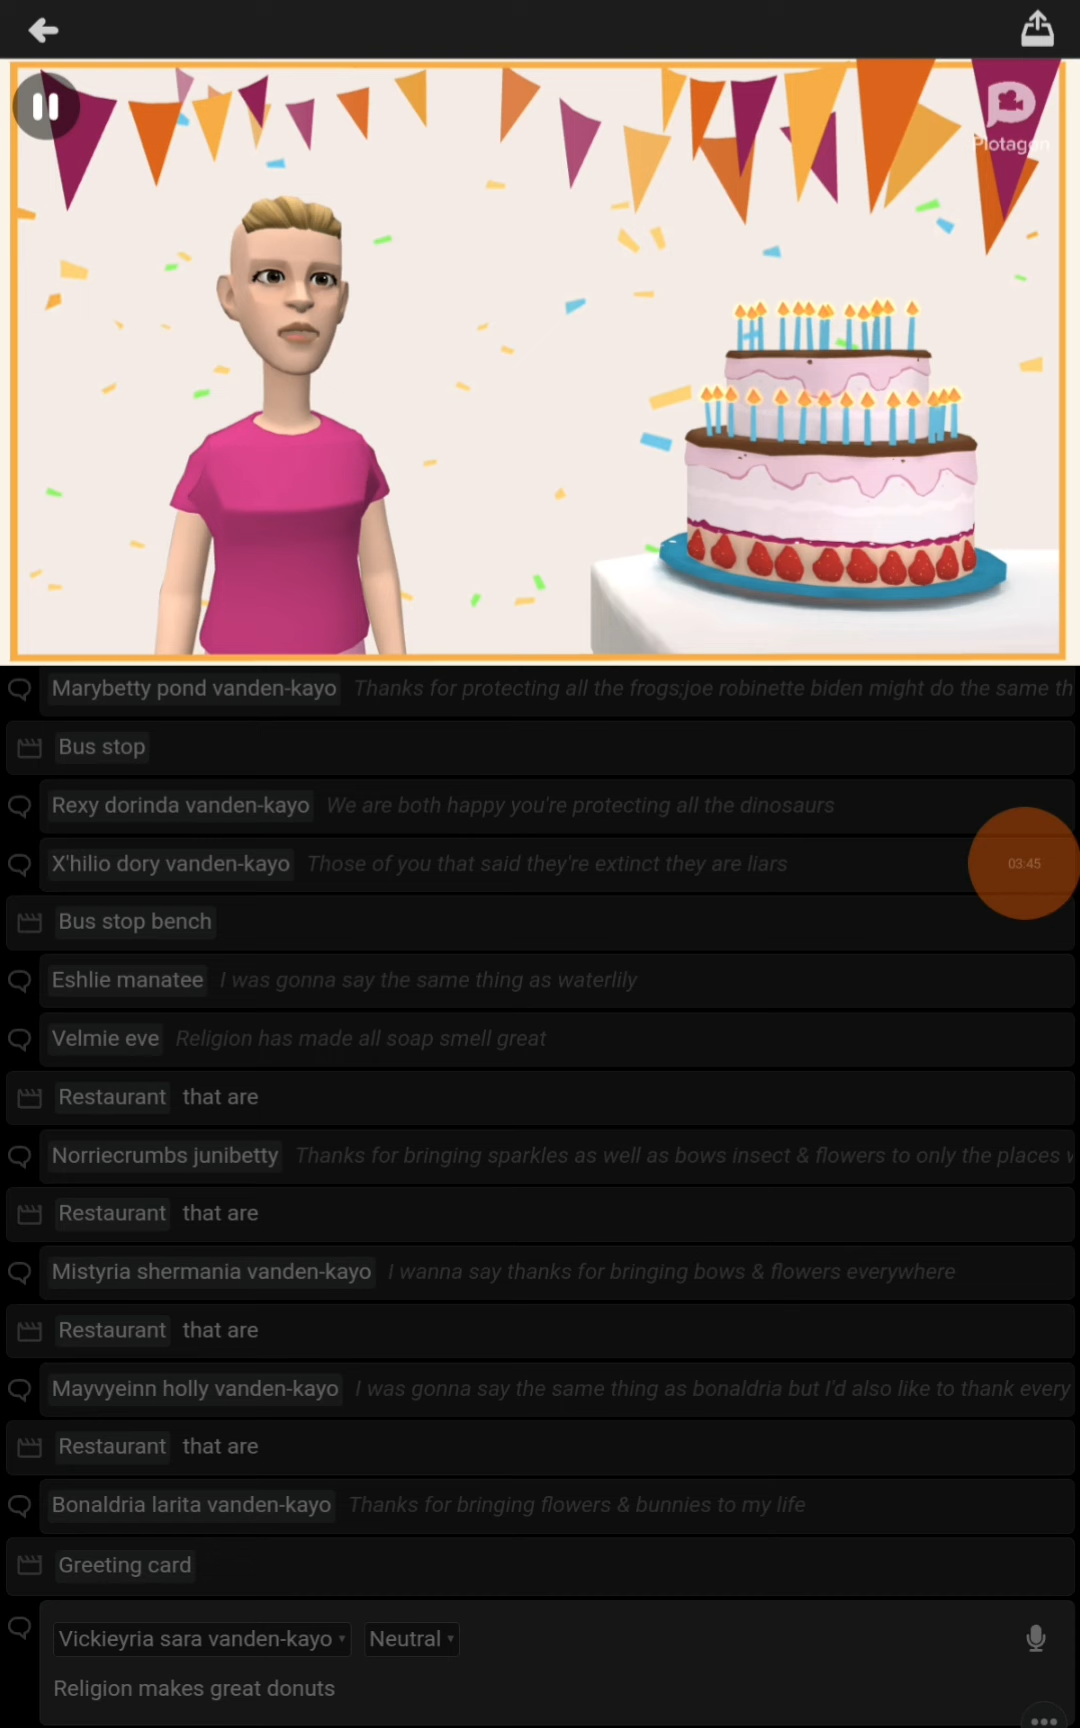 Plotagon
Marybetty pond vanden-kayo Thanks for protecting all the frogs;joe robinette biden might do the same th
Bus stop
Rexy dorinda vanden-kayo We are both happy you're protecting all the dinosaurs
X'hilio dory vanden-kayo Those of you that said they're extinct they are liars
03:45
Bus stop bench
Eshlie manatee I was gonna say the same thing as waterlily
Velmie eve Religion has made all soap smell great
Restaurant that are
Norriecrumbs junibetty Thanks for bringing sparkles as well as bows insect & flowers to only the places w
Restaurant that are
Mistyria shermania vanden-kayo I wanna say thanks for bringing bows & flowers everywhere
Restaurant that are
Mayvyeinn holly vanden-kayo I was gonna say the same thing as bonaldria but I'd also like to thank every
Restaurant that are
Bonaldria larita vanden-kayo Thanks for bringing flowers & bunnies to my life
Greeting card
Vickieyria sara vanden-kayo Neutral
Religion makes great donuts